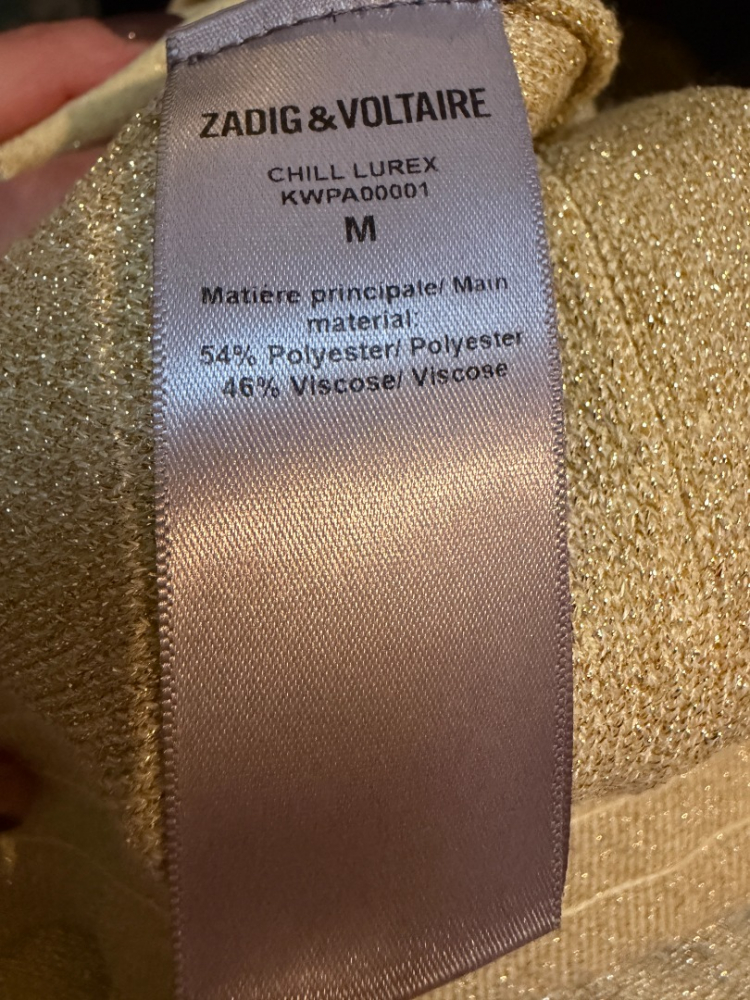 ZADIG&VOLTAIRE
CHILL LUREX
KWPA00001
M
Matière principale/ Main
material:
54% Polyester/ Polyester
46% Viscose/ Viscose